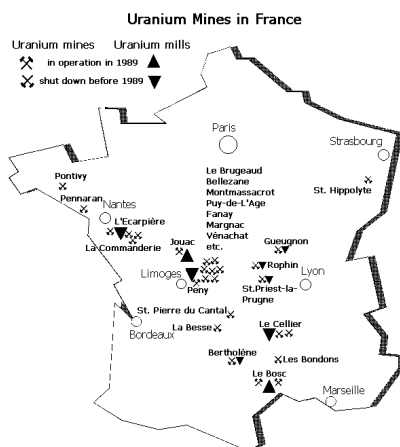 Uranium Mines in France
Uranium mines Uranium mills
in operation in 1989
shut down before 1989
Paris
Strasbourg
Le Brugeaud
Bellezane
Montmassacrot
Puy-de-L'Age
Fanay
Margnac
Vénachat
etc.
St. Hippolyte
Pontivy
Pennaran
Nantes
L'Ecarpière
La Commanderie
Jouac
Gueugnon
Rophin
Limoges
Peny
St.Priest-la-
Prugne
Lyon
St. Pierre du Cantal
Bordeaux
La Besse
Le Cellier
Bertholène
Les Bondons
Le Bosc
Marseille